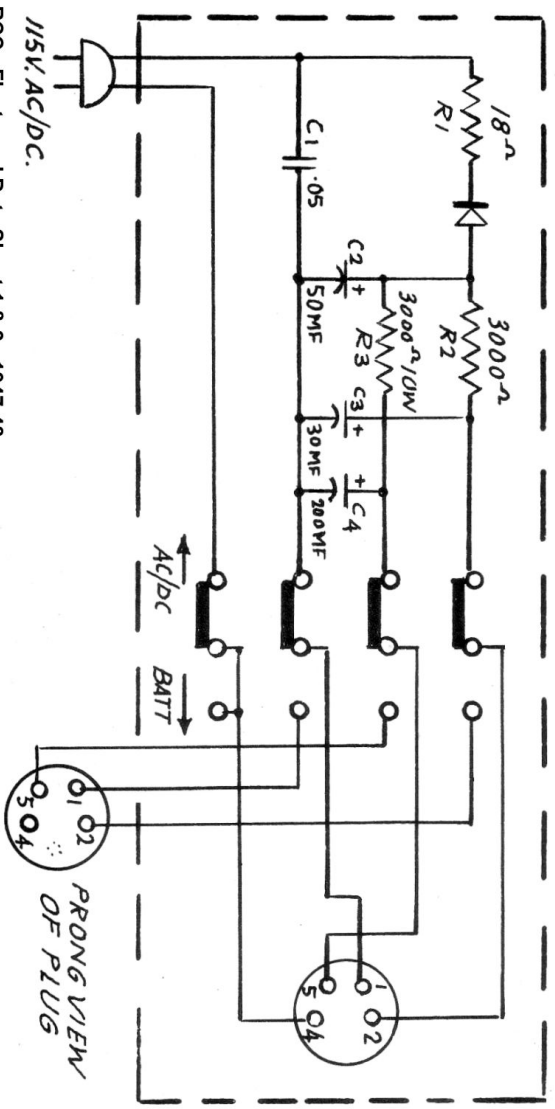 18Ω
R1
3000Ω
R2
3000Ω 10W
R3
C2 +
50MF
C3 +
30MF
+ C4
200MF
C1
.05
115V. AC/DC.
AC/DC
BATT
1
2
5
4
1
2
5
4
PRONG VIEW
OF PLUG